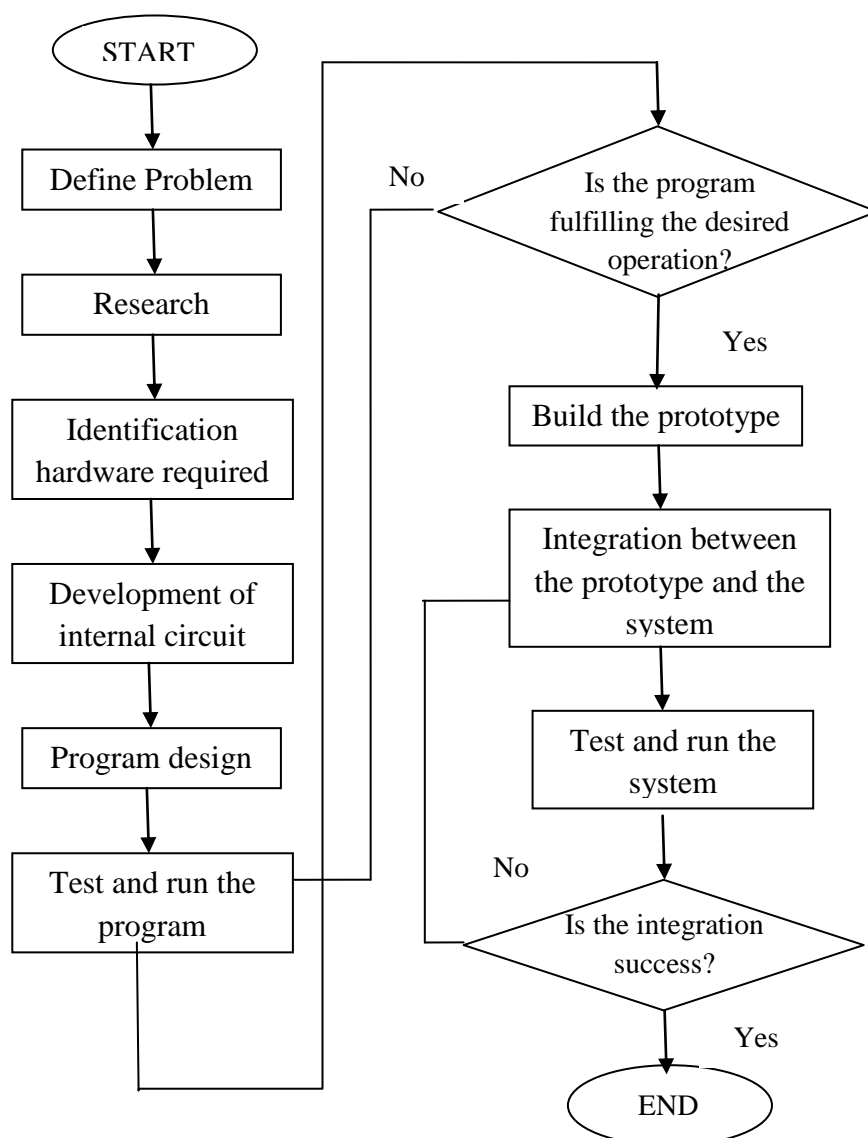 START
Define Problem
Research
Identification
hardware required
Development of
internal circuit
Program design
Test and run the
program
No
Is the program
fulfilling the desired
operation?
Yes
Build the prototype
Integration between
the prototype and the
system
Test and run the
system
No
Is the integration
success?
Yes
END